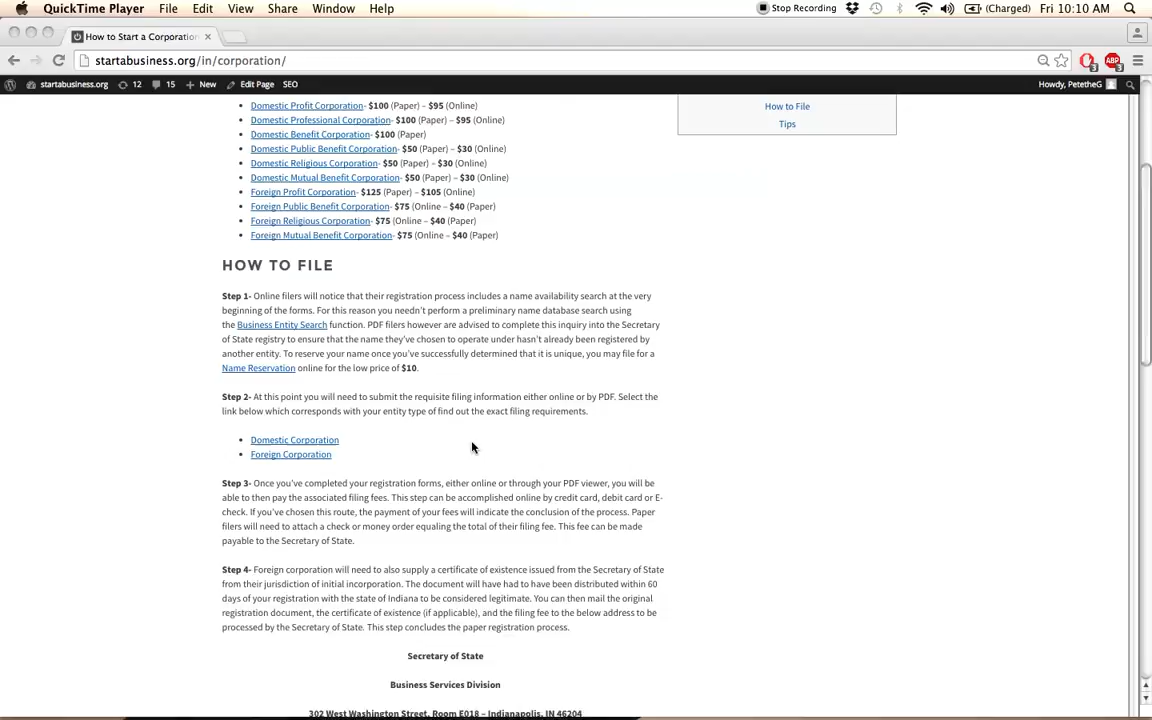 QuickTime Player File Edit View Share Window Help Stop Recording (Charged) Fri 10:10 AM
How to Start a Corporation
startabusiness.org/in/corporation/
startabusiness.org 12 15 + New Edit Page SEO Howdy, PetetheG
Domestic Profit Corporation- $100 (Paper) – $95 (Online)
Domestic Professional Corporation- $100 (Paper) – $95 (Online)
Domestic Benefit Corporation- $100 (Paper)
Domestic Public Benefit Corporation- $50 (Paper) – $30 (Online)
Domestic Religious Corporation- $50 (Paper) – $30 (Online)
Domestic Mutual Benefit Corporation- $50 (Paper) – $30 (Online)
Foreign Profit Corporation- $125 (Paper) – $105 (Online)
Foreign Public Benefit Corporation- $75 (Online – $40 (Paper)
Foreign Religious Corporation- $75 (Online – $40 (Paper)
Foreign Mutual Benefit Corporation- $75 (Online – $40 (Paper)
How to File
Tips
HOW TO FILE
Step 1- Online filers will notice that their registration process includes a name availability search at the very
beginning of the forms. For this reason you needn't perform a preliminary name database search using
the Business Entity Search function. PDF filers however are advised to complete this inquiry into the Secretary
of State registry to ensure that the name they've chosen to operate under hasn't already been registered by
another entity. To reserve your name once you've successfully determined that it is unique, you may file for a
Name Reservation online for the low price of $10.
Step 2- At this point you will need to submit the requisite filing information either online or by PDF. Select the
link below which corresponds with your entity type of find out the exact filing requirements.
Domestic Corporation
Foreign Corporation
Step 3- Once you've completed your registration forms, either online or through your PDF viewer, you will be
able to then pay the associated filing fees. This step can be accomplished online by credit card, debit card or E-
check. If you've chosen this route, the payment of your fees will indicate the conclusion of the process. Paper
filers will need to attach a check or money order equaling the total of their filing fee. This fee can be made
payable to the Secretary of State.
Step 4- Foreign corporation will need to also supply a certificate of existence issued from the Secretary of State
from their jurisdiction of initial incorporation. The document will have had to have been distributed within 60
days of your registration with the state of Indiana to be considered legitimate. You can then mail the original
registration document, the certificate of existence (if applicable), and the filing fee to the below address to be
processed by the Secretary of State. This step concludes the paper registration process.
Secretary of State
Business Services Division
302 West Washington Street, Room E018 – Indianapolis, IN 46204